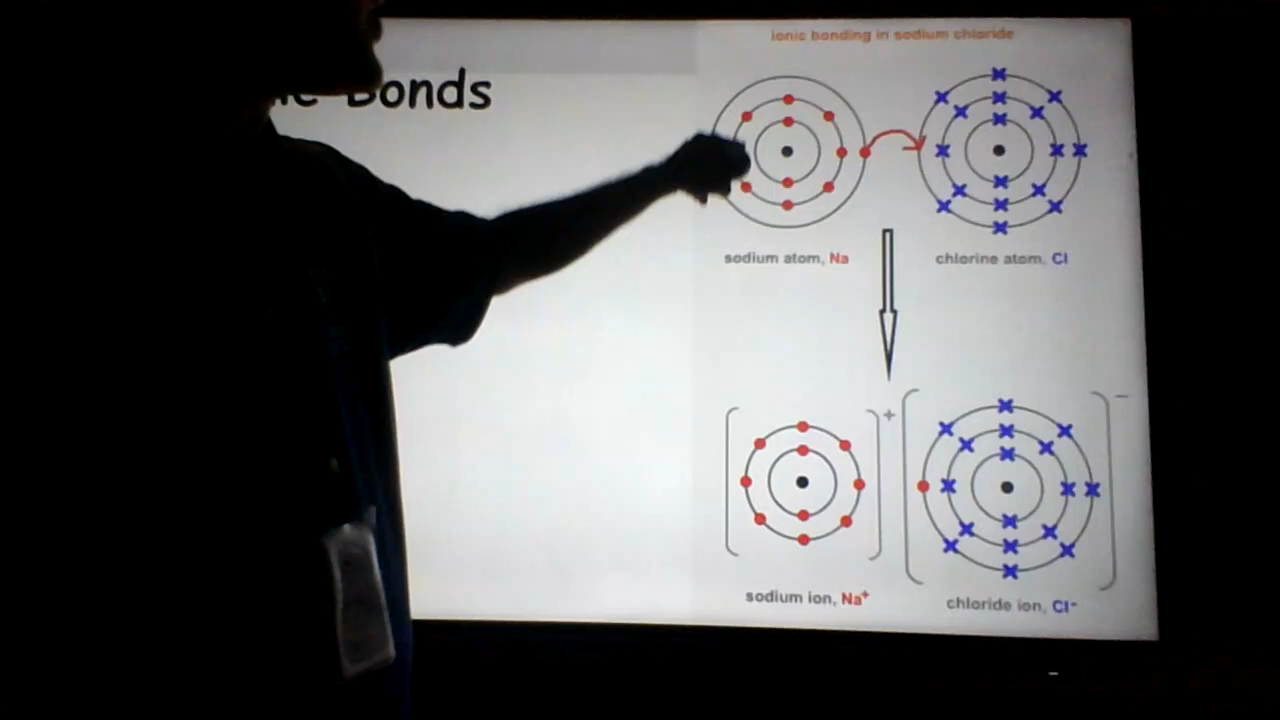 ionic bonding in sodium chloride
Bonds
sodium atom, Na
chlorine atom, Cl
+
−
sodium ion, Na⁺
chloride ion, Cl⁻